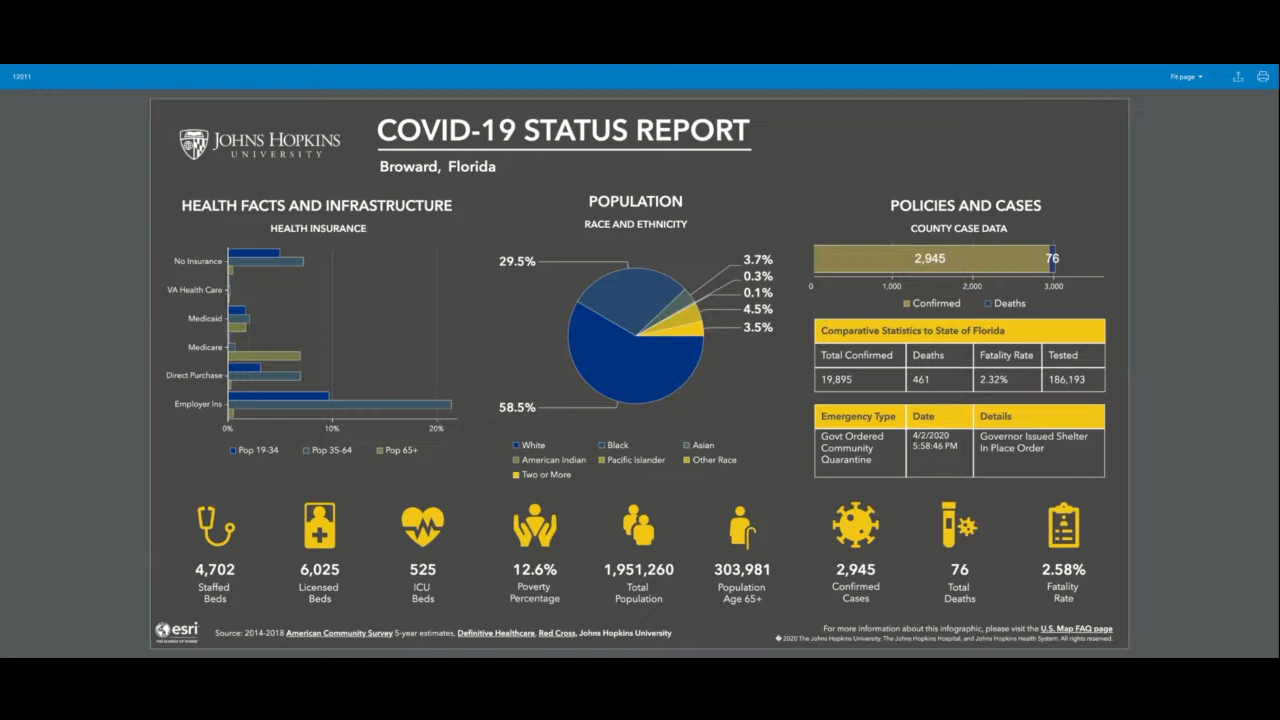 12011
Fit page
JOHNS HOPKINS
UNIVERSITY
COVID-19 STATUS REPORT
Broward, Florida
HEALTH FACTS AND INFRASTRUCTURE
HEALTH INSURANCE
No Insurance
VA Health Care
Medicaid
Medicare
Direct Purchase
Employer Ins
0% 10% 20%
Pop 19-34 Pop 35-64 Pop 65+
POPULATION
RACE AND ETHNICITY
29.5%
3.7%
0.3%
0.1%
4.5%
3.5%
58.5%
White Black Asian
American Indian Pacific Islander Other Race
Two or More
POLICIES AND CASES
COUNTY CASE DATA
2,945 76
0 1,000 2,000 3,000
Confirmed Deaths
Comparative Statistics to State of Florida
Total Confirmed Deaths Fatality Rate Tested
19,895 461 2.32% 186,193
Emergency Type Date Details
Govt Ordered 4/2/2020 Governor Issued Shelter
Community 5:58:46 PM In Place Order
Quarantine
4,702 6,025 525 12.6% 1,951,260 303,981 2,945 76 2.58%
Staffed Licensed ICU Poverty Total Population Confirmed Total Fatality
Beds Beds Beds Percentage Population Age 65+ Cases Deaths Rate
esri
THE SCIENCE OF WHERE
Source: 2014-2018 American Community Survey 5-year estimates, Definitive Healthcare, Red Cross, Johns Hopkins University
For more information about this infographic, please visit the U.S. Map FAQ page
� 2020 The Johns Hopkins University, The Johns Hopkins Hospital, and Johns Hopkins Health System. All rights reserved.